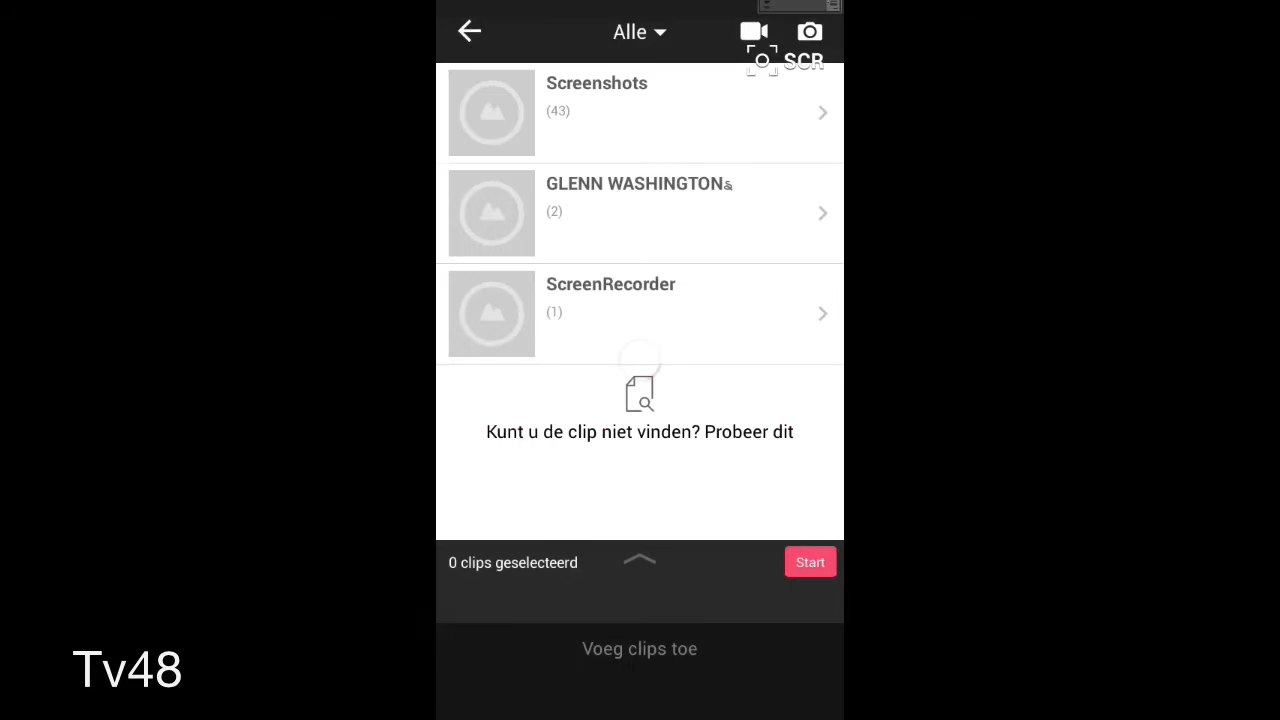 Alle
SCR
Screenshots
(43)
GLENN WASHINGTON
(2)
ScreenRecorder
(1)
Kunt u de clip niet vinden? Probeer dit
0 clips geselecteerd
Start
Voeg clips toe
Tv48